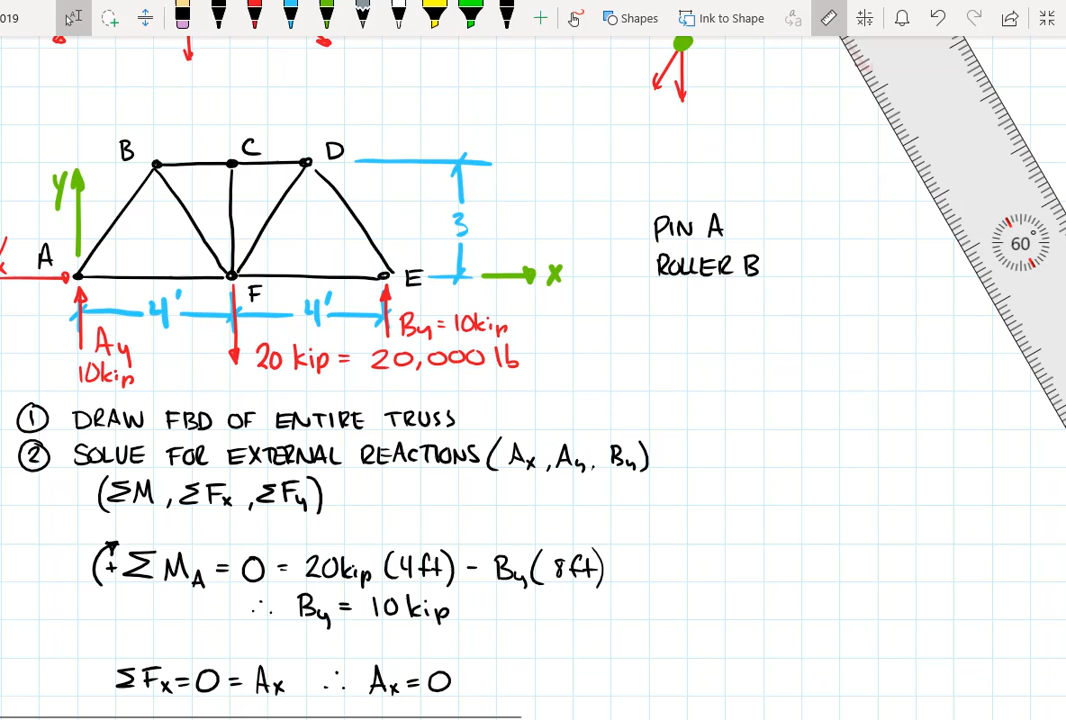 019
Shapes
Ink to Shape
B
C
D
Y
A
3
PIN A
ROLLER B
60°
E
X
F
4'
4'
Ay
10kip
By = 10kip
20 kip = 20,000 lb
① DRAW FBD OF ENTIRE TRUSS
② SOLVE FOR EXTERNAL REACTIONS (Ax, Ay, By)
(ΣM, ΣFx, ΣFy)
(+ ΣMA = 0 = 20kip (4ft) - By (8ft)
∴ By = 10kip
ΣFx = 0 = Ax ∴ Ax = 0